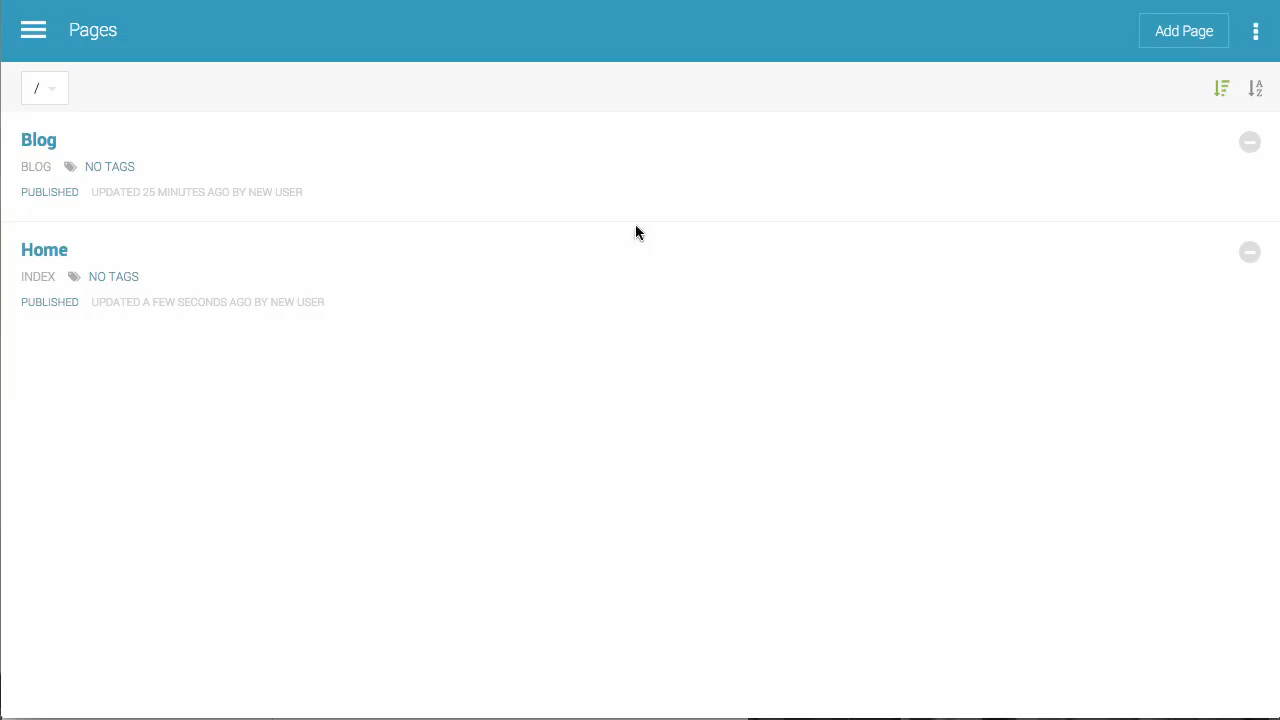 Pages
Add Page
/
Blog
BLOG NO TAGS
PUBLISHED UPDATED 25 MINUTES AGO BY NEW USER
Home
INDEX NO TAGS
PUBLISHED UPDATED A FEW SECONDS AGO BY NEW USER